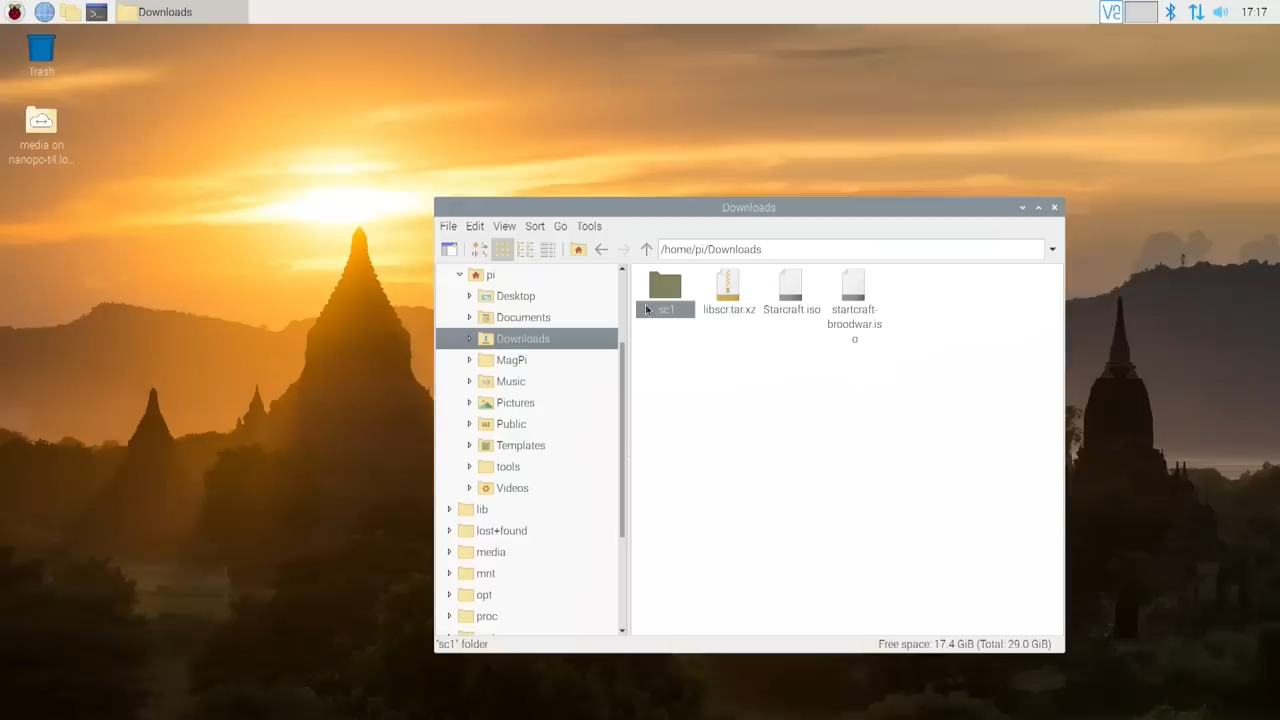 Downloads
17:17
Trash
media on
nanopc-t4.lo...
Downloads
File Edit View Sort Go Tools
/home/pi/Downloads
pi
Desktop
Documents
Downloads
MagPi
Music
Pictures
Public
Templates
tools
Videos
lib
lost+found
media
mnt
opt
proc
sc1
libscr.tar.xz
Starcraft.iso
startcraft-
broodwar.is
o
"sc1" folder
Free space: 17.4 GiB (Total: 29.0 GiB)